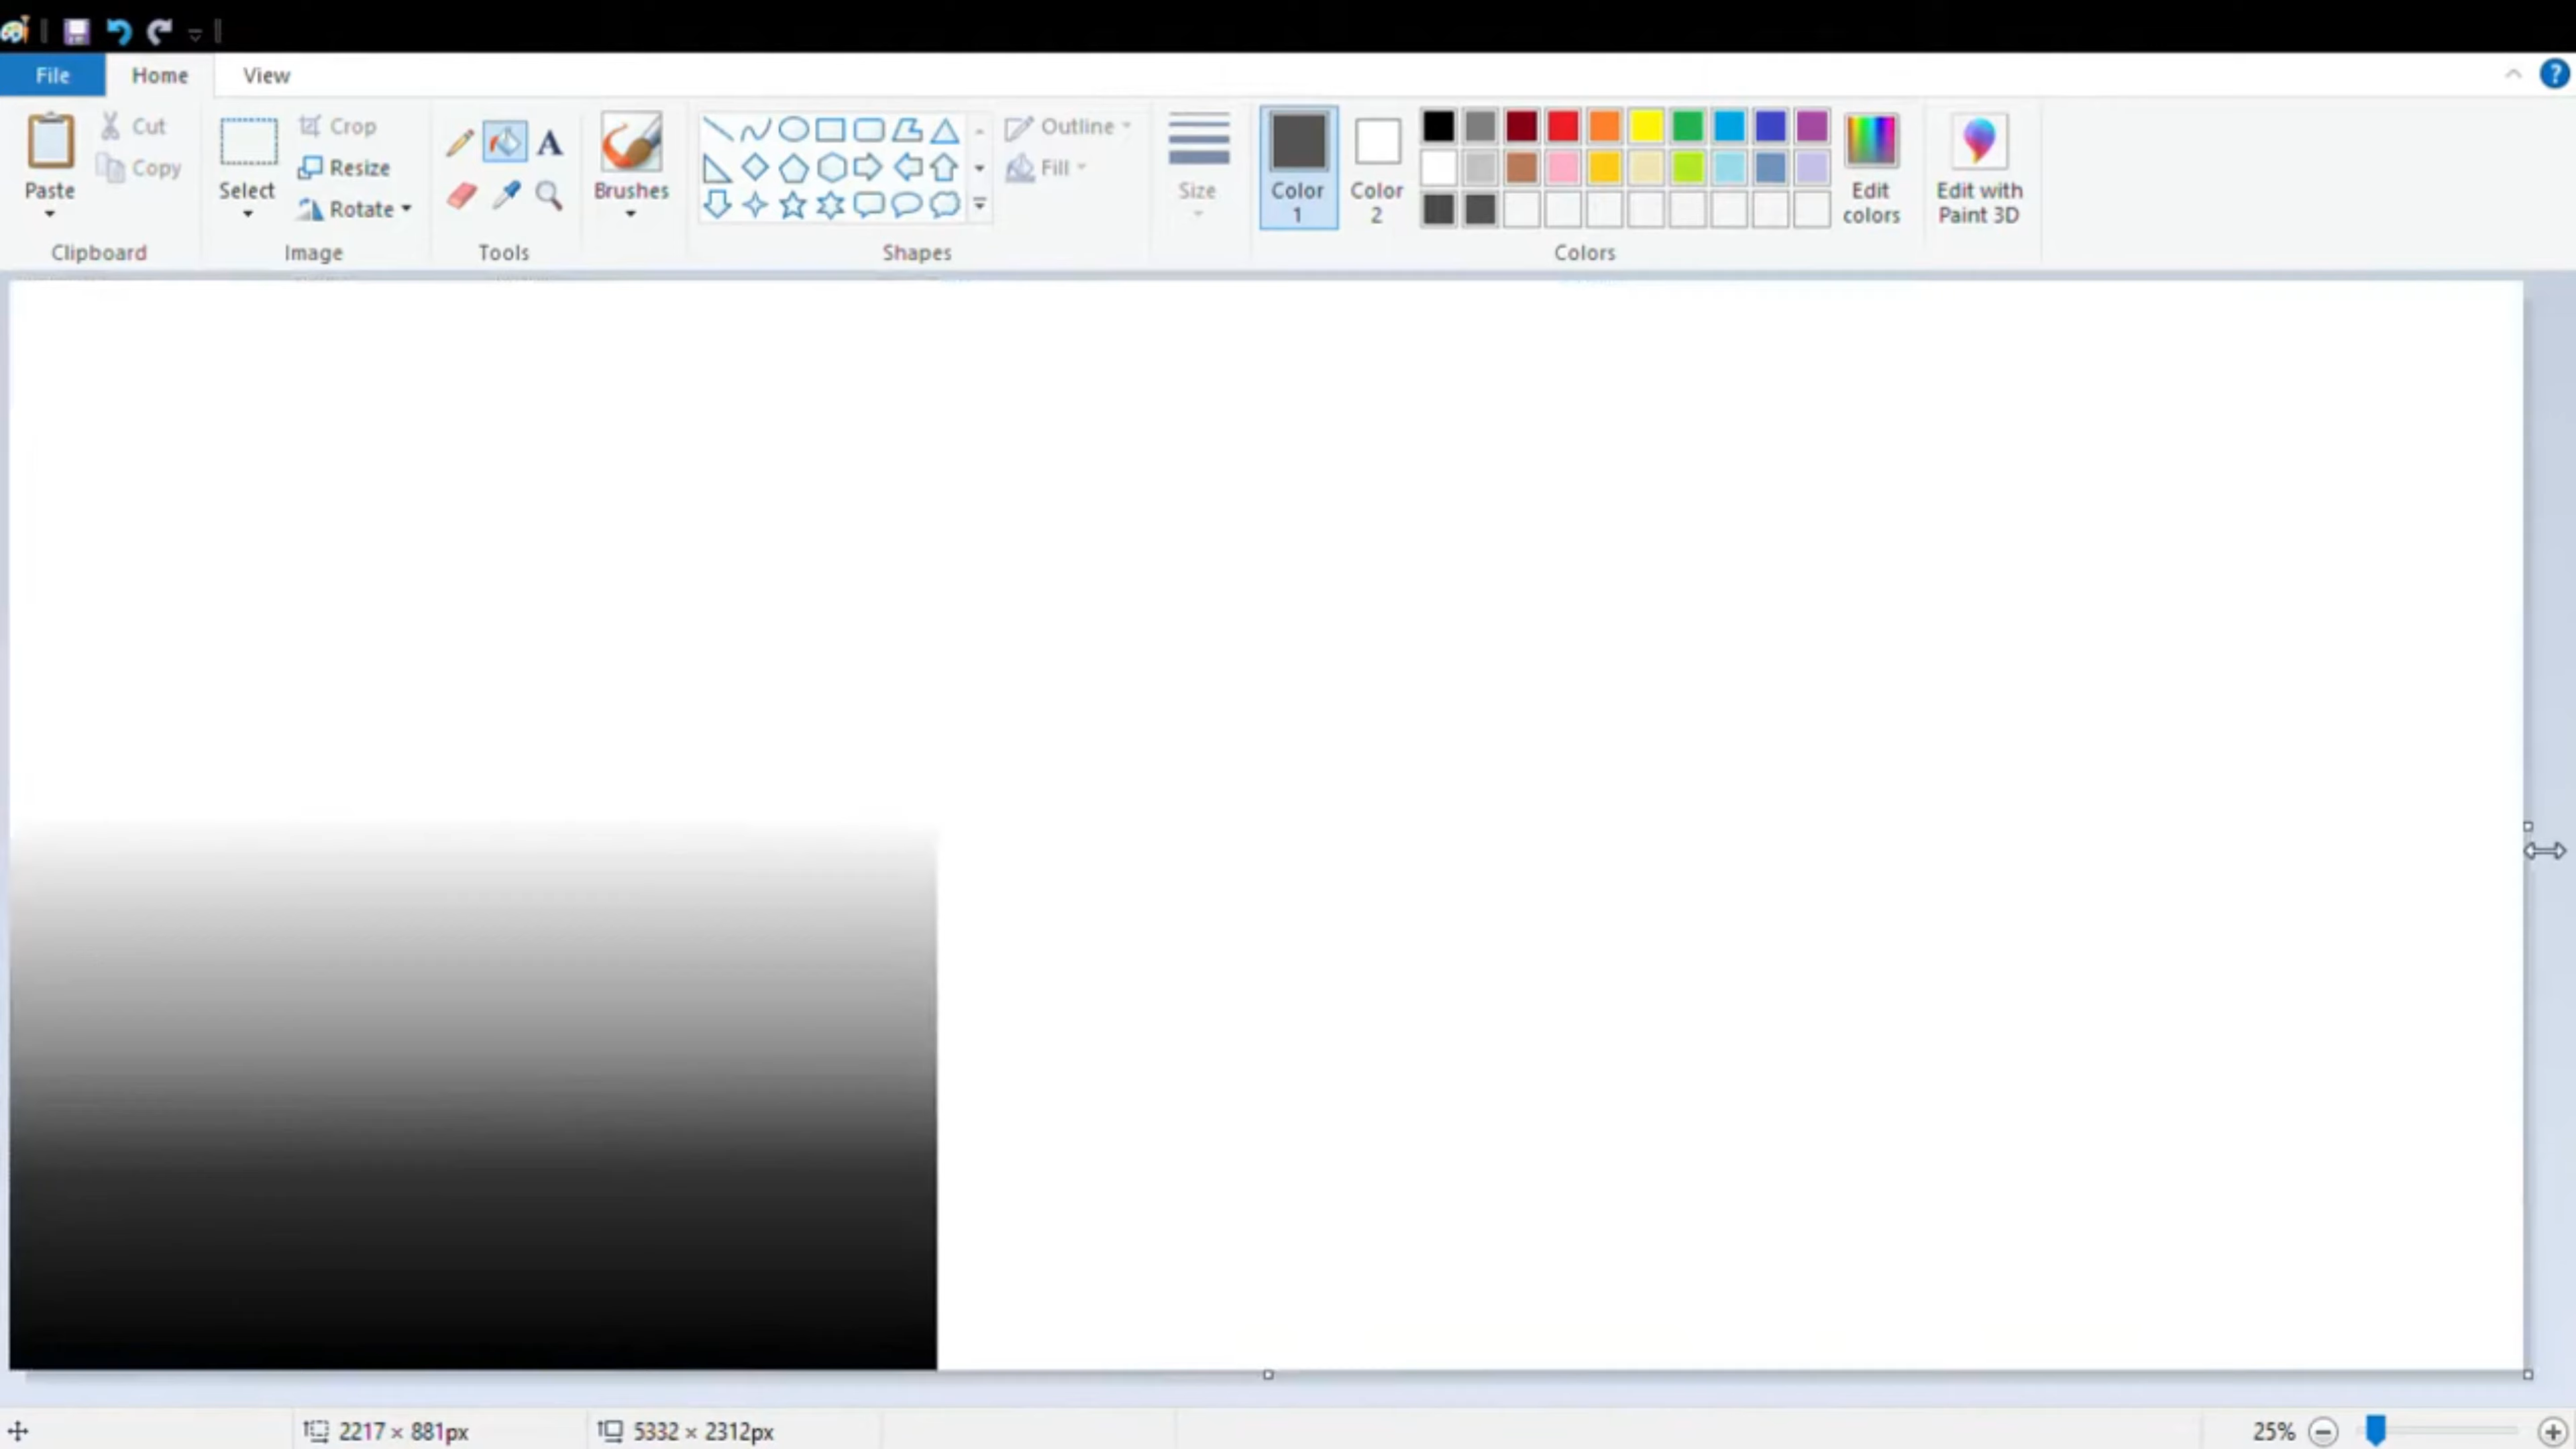 File Home View
Cut Crop Outline
Copy Resize Fill
Paste Select Rotate Brushes Size Color 1 Color 2 Edit colors Edit with Paint 3D
Clipboard Image Tools Shapes Colors
2217 × 881px 5332 × 2312px 25%